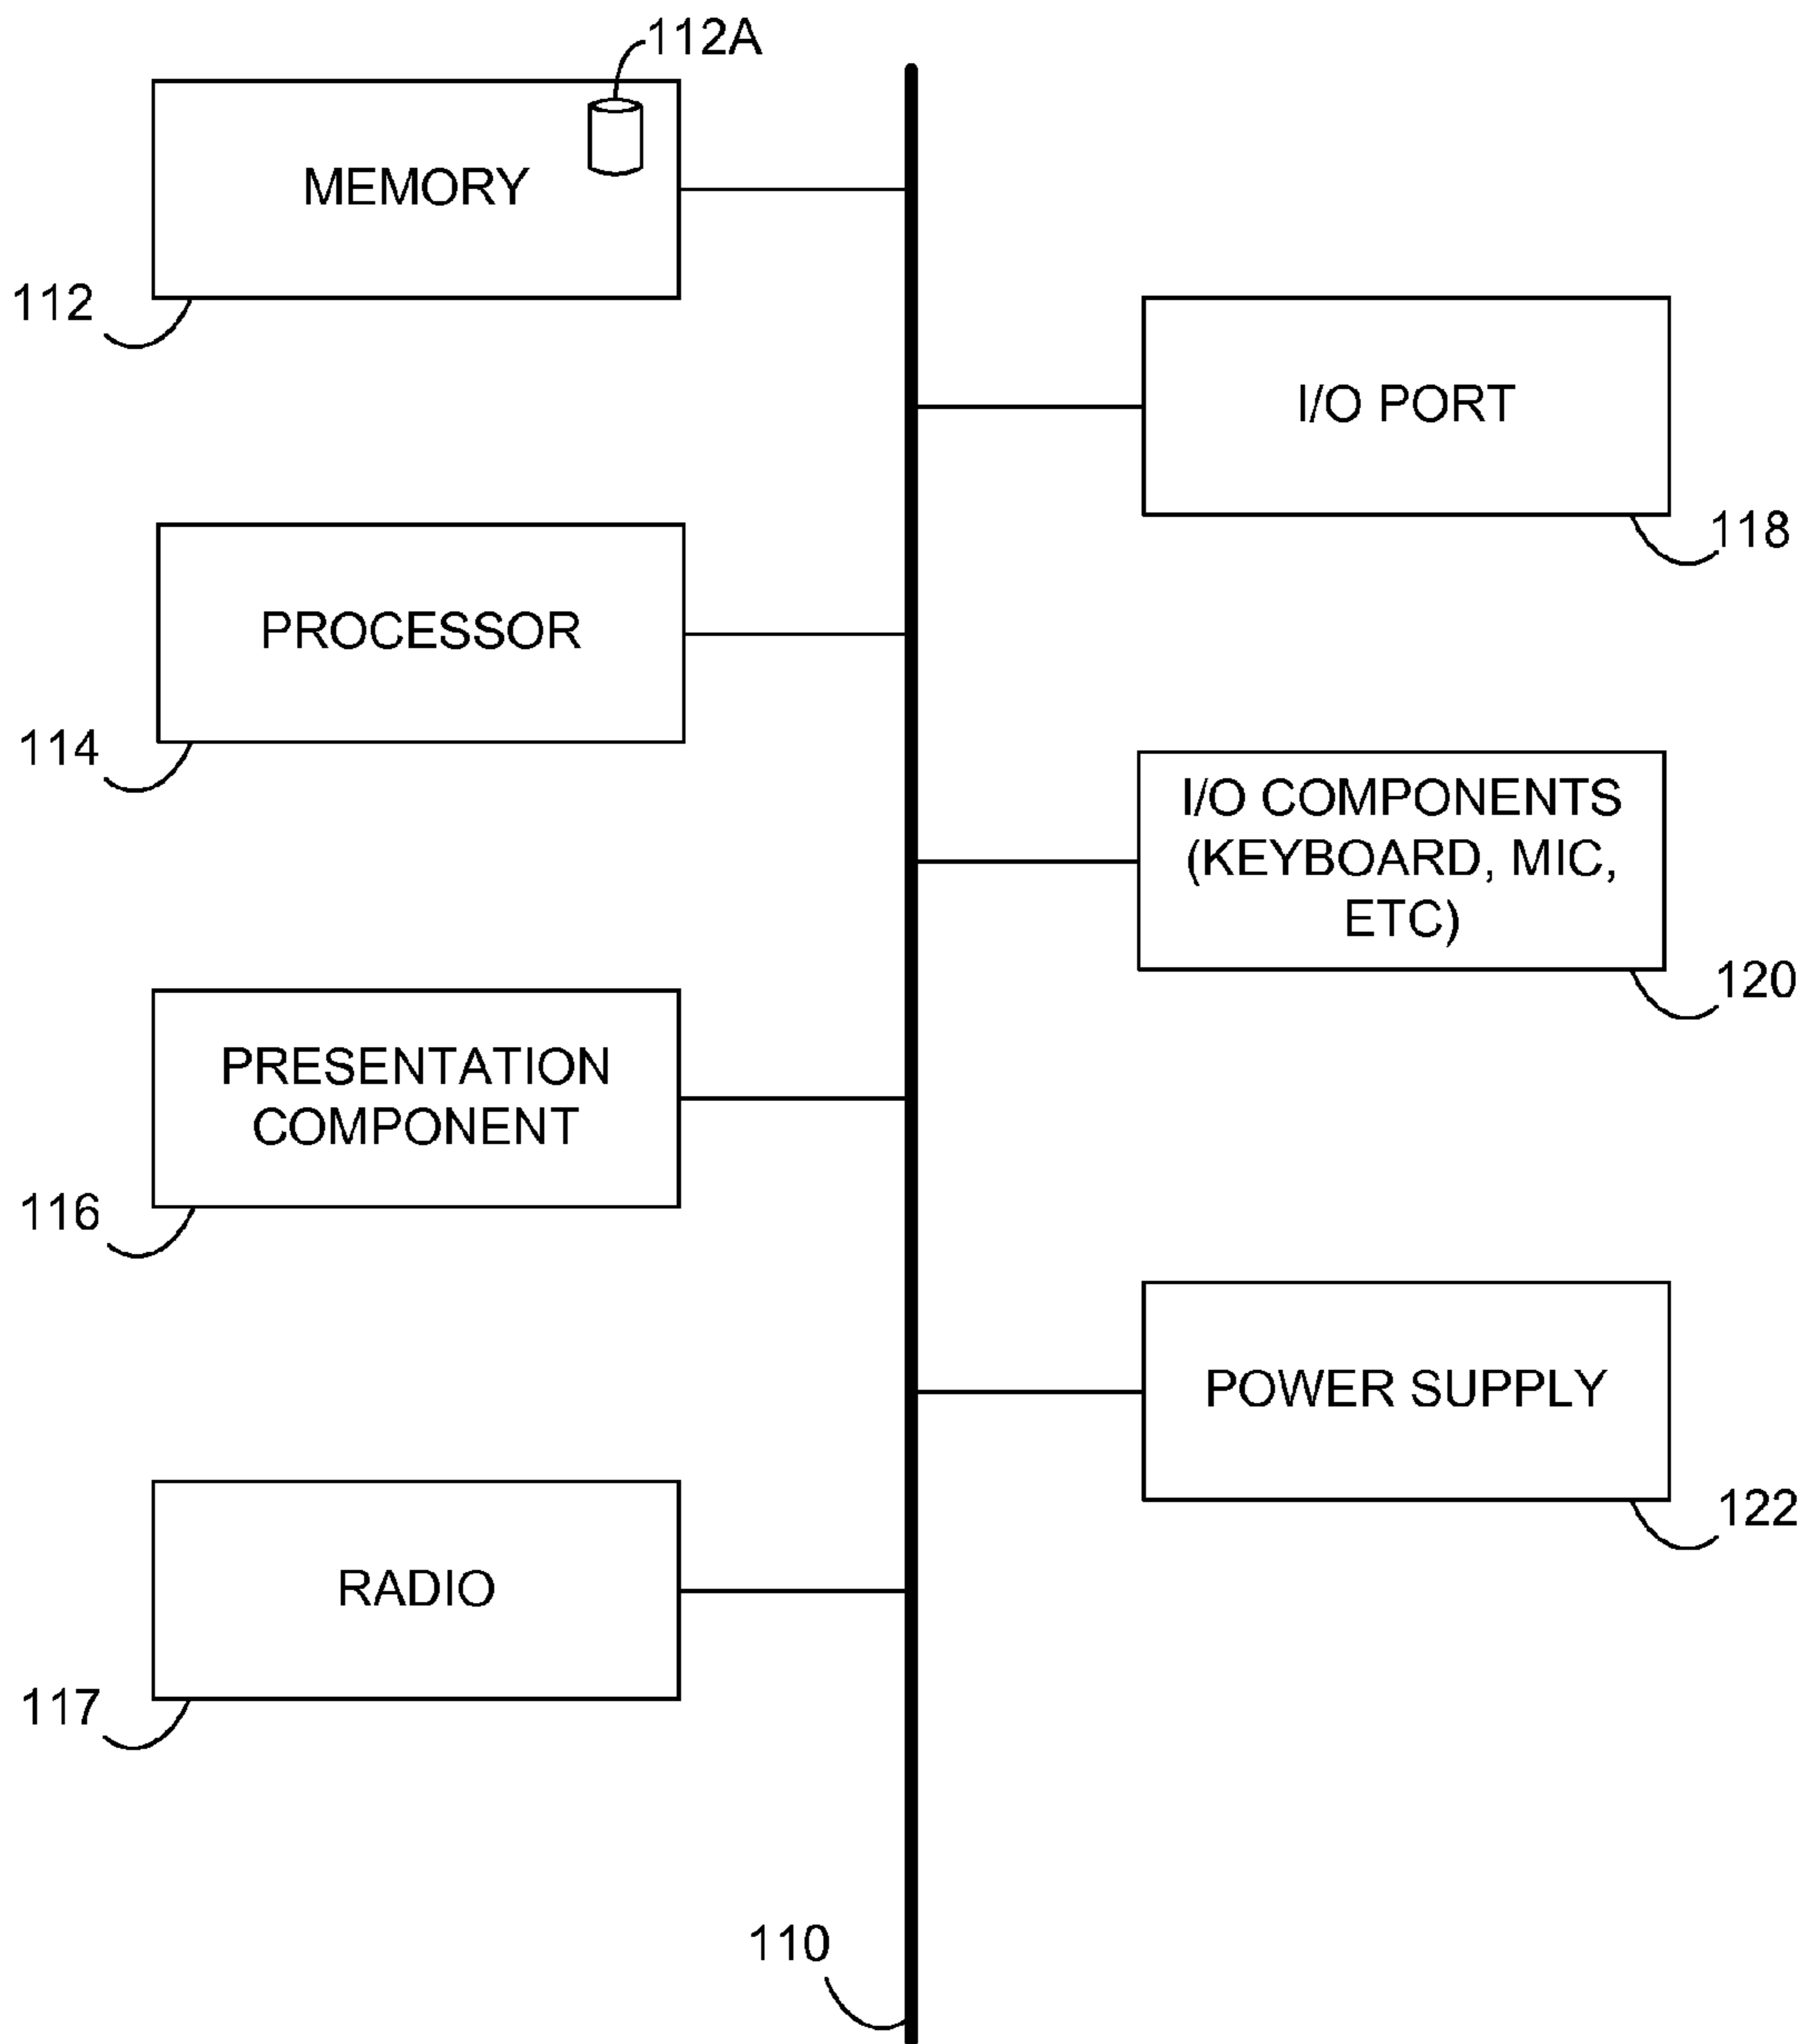 112A
MEMORY
112
I/O PORT
118
PROCESSOR
114
I/O COMPONENTS
(KEYBOARD, MIC,
ETC)
120
PRESENTATION
COMPONENT
116
POWER SUPPLY
122
RADIO
117
110